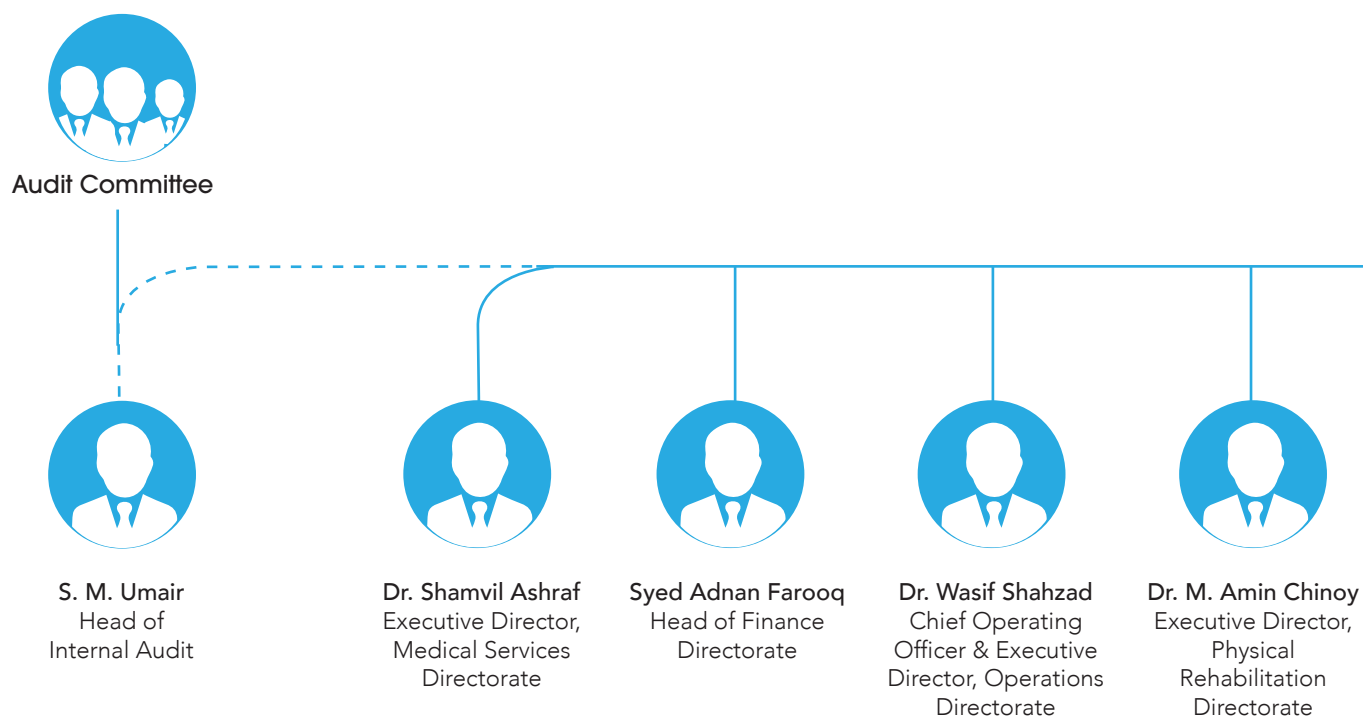 Audit Committee
S. M. Umair
Head of
Internal Audit
Dr. Shamvil Ashraf
Executive Director,
Medical Services
Directorate
Syed Adnan Farooq
Head of Finance
Directorate
Dr. Wasif Shahzad
Chief Operating
Officer & Executive
Director, Operations
Directorate
Dr. M. Amin Chinoy
Executive Director,
Physical
Rehabilitation
Directorate